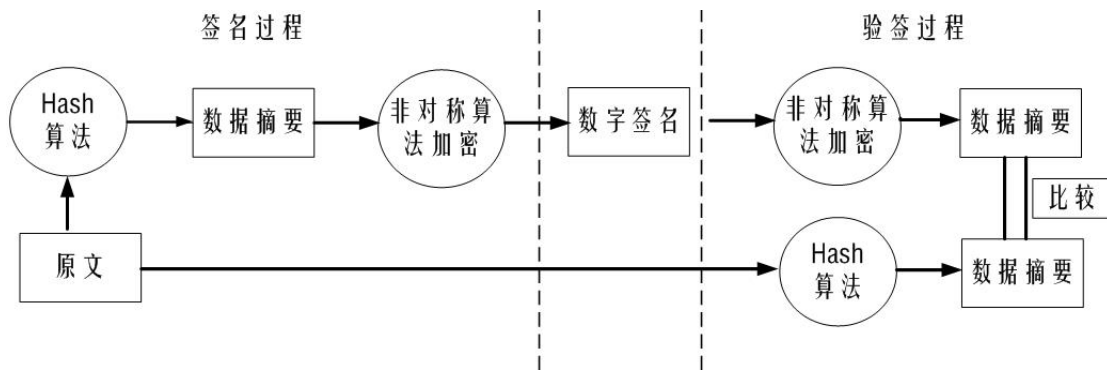 签名过程
验签过程
Hash
算法
数据摘要
非对称算
法加密
数字签名
非对称算
法加密
数据摘要
比较
原文
Hash
算法
数据摘要